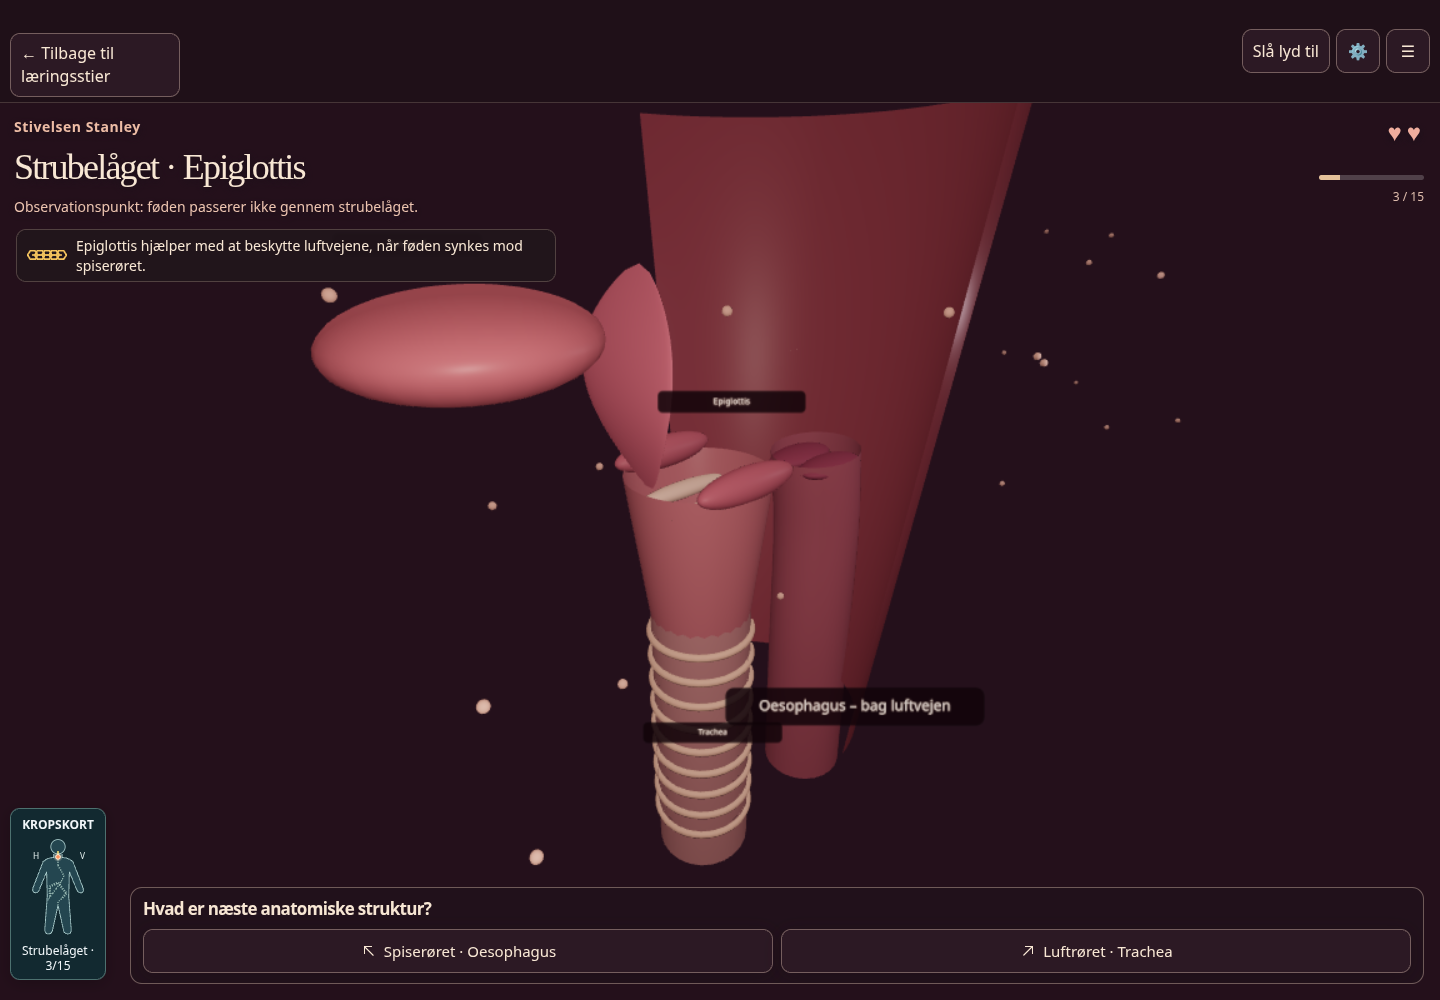 ← Tilbage til
læringsstier
Slå lyd til
Stivelsen Stanley
Strubelåget · Epiglottis
Observationspunkt: føden passerer ikke gennem strubelåget.
3 / 15
Epiglottis hjælper med at beskytte luftvejene, når føden synkes mod
spiserøret.
Epiglottis
Oesophagus – bag luftvejen
Trachea
KROPSKORT
H V
Strubelåget ·
3/15
Hvad er næste anatomiske struktur?
↖ Spiserøret · Oesophagus
↗ Luftrøret · Trachea